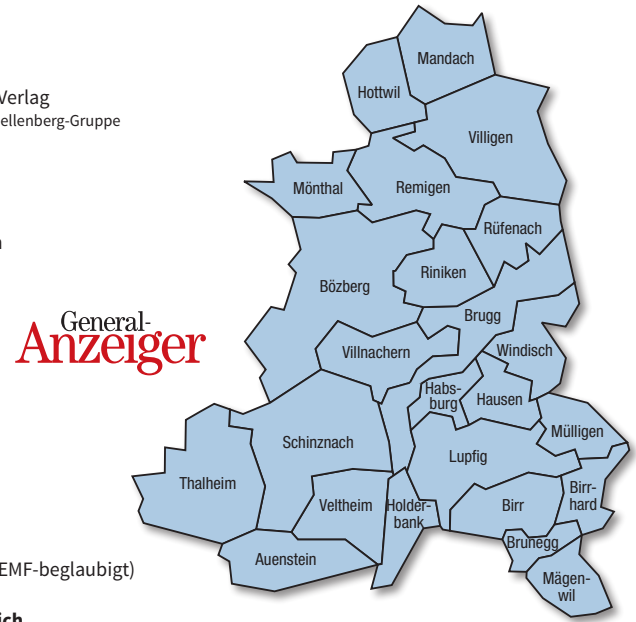 Verlag
ellenberg-Gruppe
General-
Anzeiger
EMF-beglaubigt)
ich
Mandach
Hottwil
Villigen
Mönthal
Remigen
Rüfenach
Riniken
Bözberg
Brugg
Windisch
Villnachern
Habs-
burg
Hausen
Mülligen
Schinznach
Lupfig
Thalheim
Veltheim
Holder-
bank
Birr
Birr-
hard
Auenstein
Brunegg
Mägen-
wil